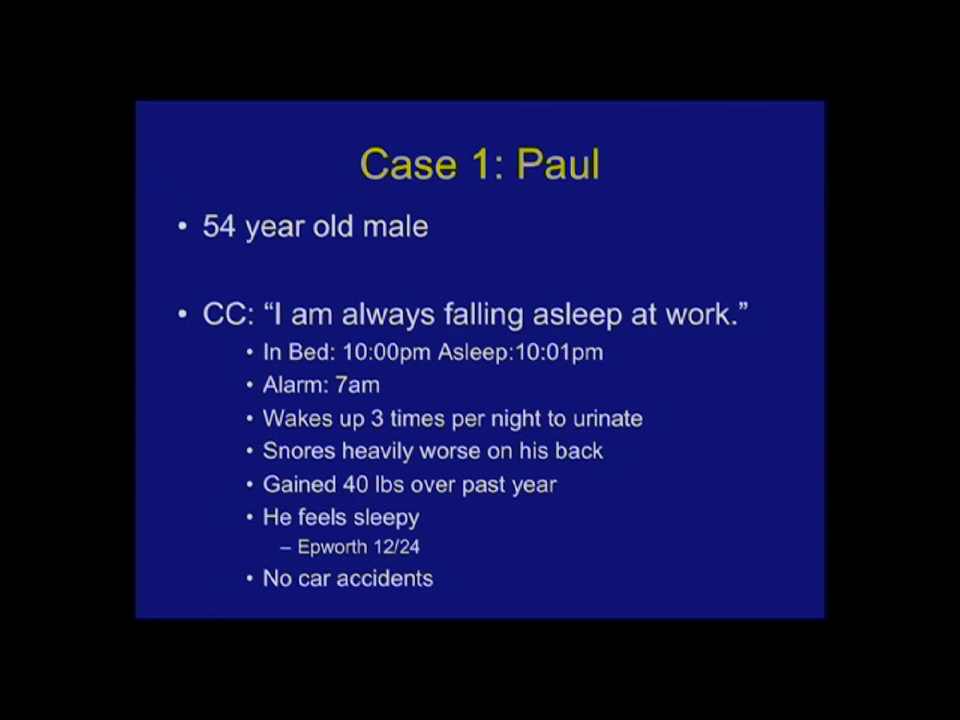 Case 1: Paul
• 54 year old male
• CC: “I am always falling asleep at work.”
• In Bed: 10:00pm Asleep:10:01pm
• Alarm: 7am
• Wakes up 3 times per night to urinate
• Snores heavily worse on his back
• Gained 40 lbs over past year
• He feels sleepy
– Epworth 12/24
• No car accidents